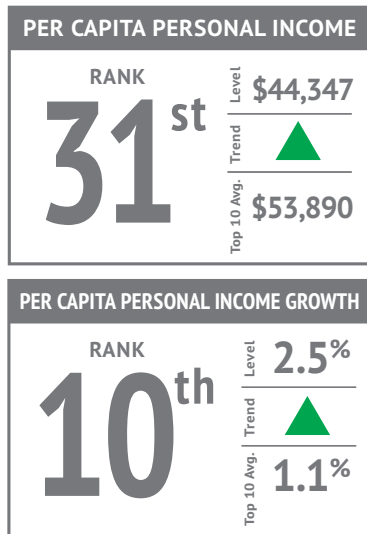 PER CAPITA PERSONAL INCOME
RANK
31st
Level
$44,347
Trend
Top 10 Avg.
$53,890
PER CAPITA PERSONAL INCOME GROWTH
RANK
10th
Level
2.5%
Trend
Top 10 Avg.
1.1%